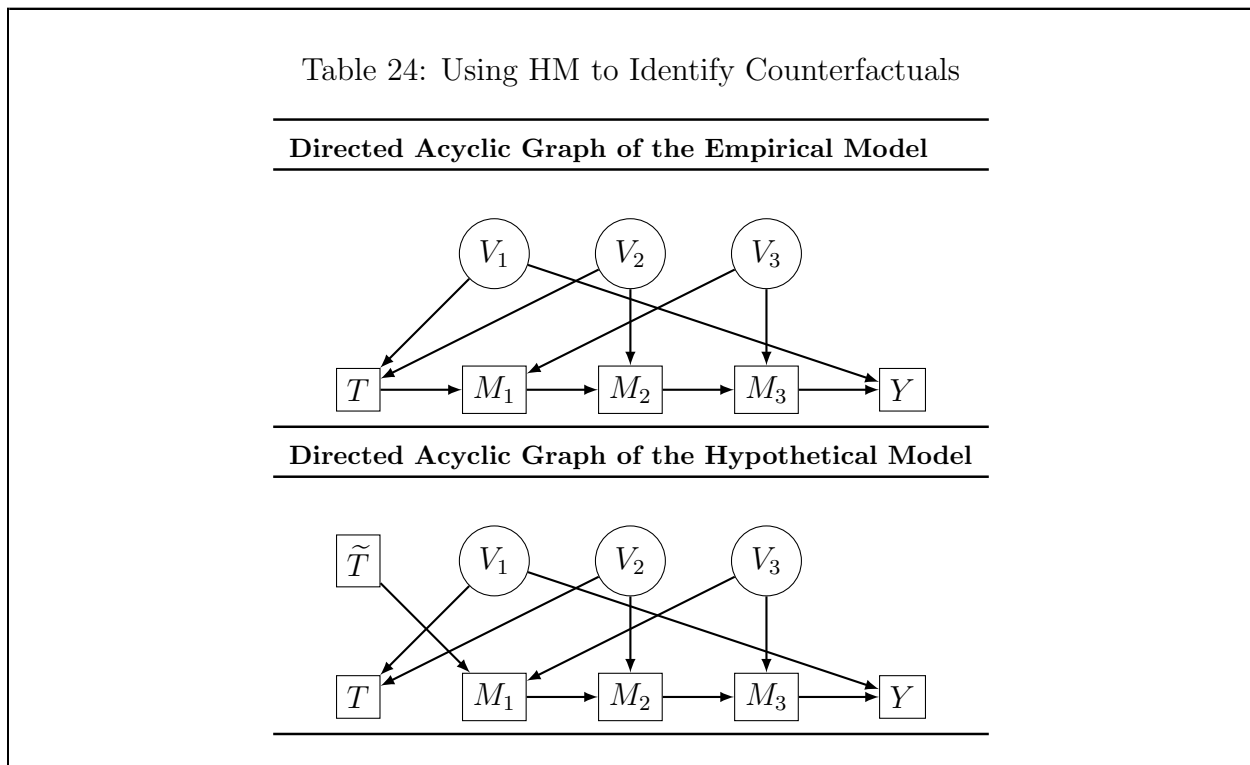 Table 24: Using HM to Identify Counterfactuals
Directed Acyclic Graph of the Empirical Model
V₁ V₂ V₃
T M₁ M₂ M₃ Y
Directed Acyclic Graph of the Hypothetical Model
T̃ V₁ V₂ V₃
T M₁ M₂ M₃ Y